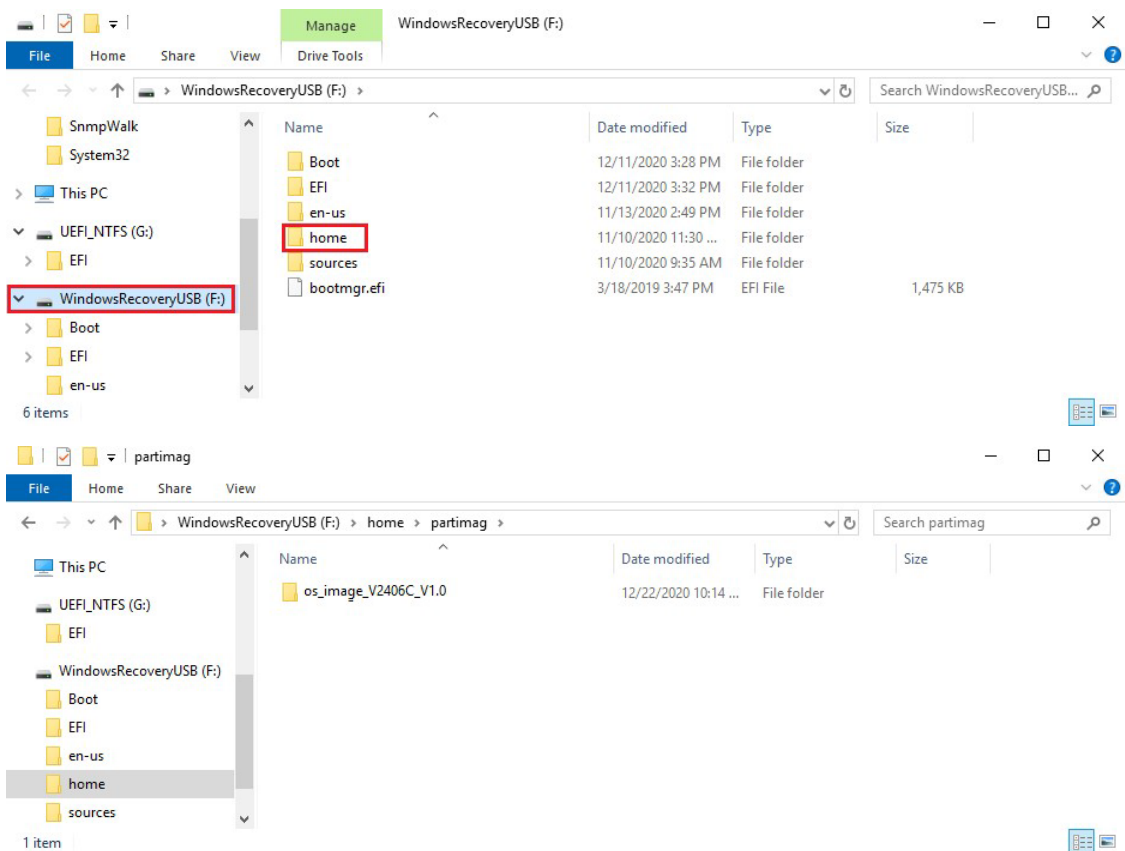 Manage WindowsRecoveryUSB (F:)
File Home Share View Drive Tools
WindowsRecoveryUSB (F:) Search WindowsRecoveryUSB...
SnmpWalk
System32
This PC
UEFI_NTFS (G:)
EFI
WindowsRecoveryUSB (F:)
Boot
EFI
en-us
Name Date modified Type Size
Boot 12/11/2020 3:28 PM File folder
EFI 12/11/2020 3:32 PM File folder
en-us 11/13/2020 2:49 PM File folder
home 11/10/2020 11:30 ... File folder
sources 11/10/2020 9:35 AM File folder
bootmgr.efi 3/18/2019 3:47 PM EFI File 1,475 KB
6 items
partimag
File Home Share View
WindowsRecoveryUSB (F:) home partimag Search partimag
This PC
UEFI_NTFS (G:)
EFI
WindowsRecoveryUSB (F:)
Boot
EFI
en-us
home
sources
Name Date modified Type Size
os_image_V2406C_V1.0 12/22/2020 10:14 ... File folder
1 item